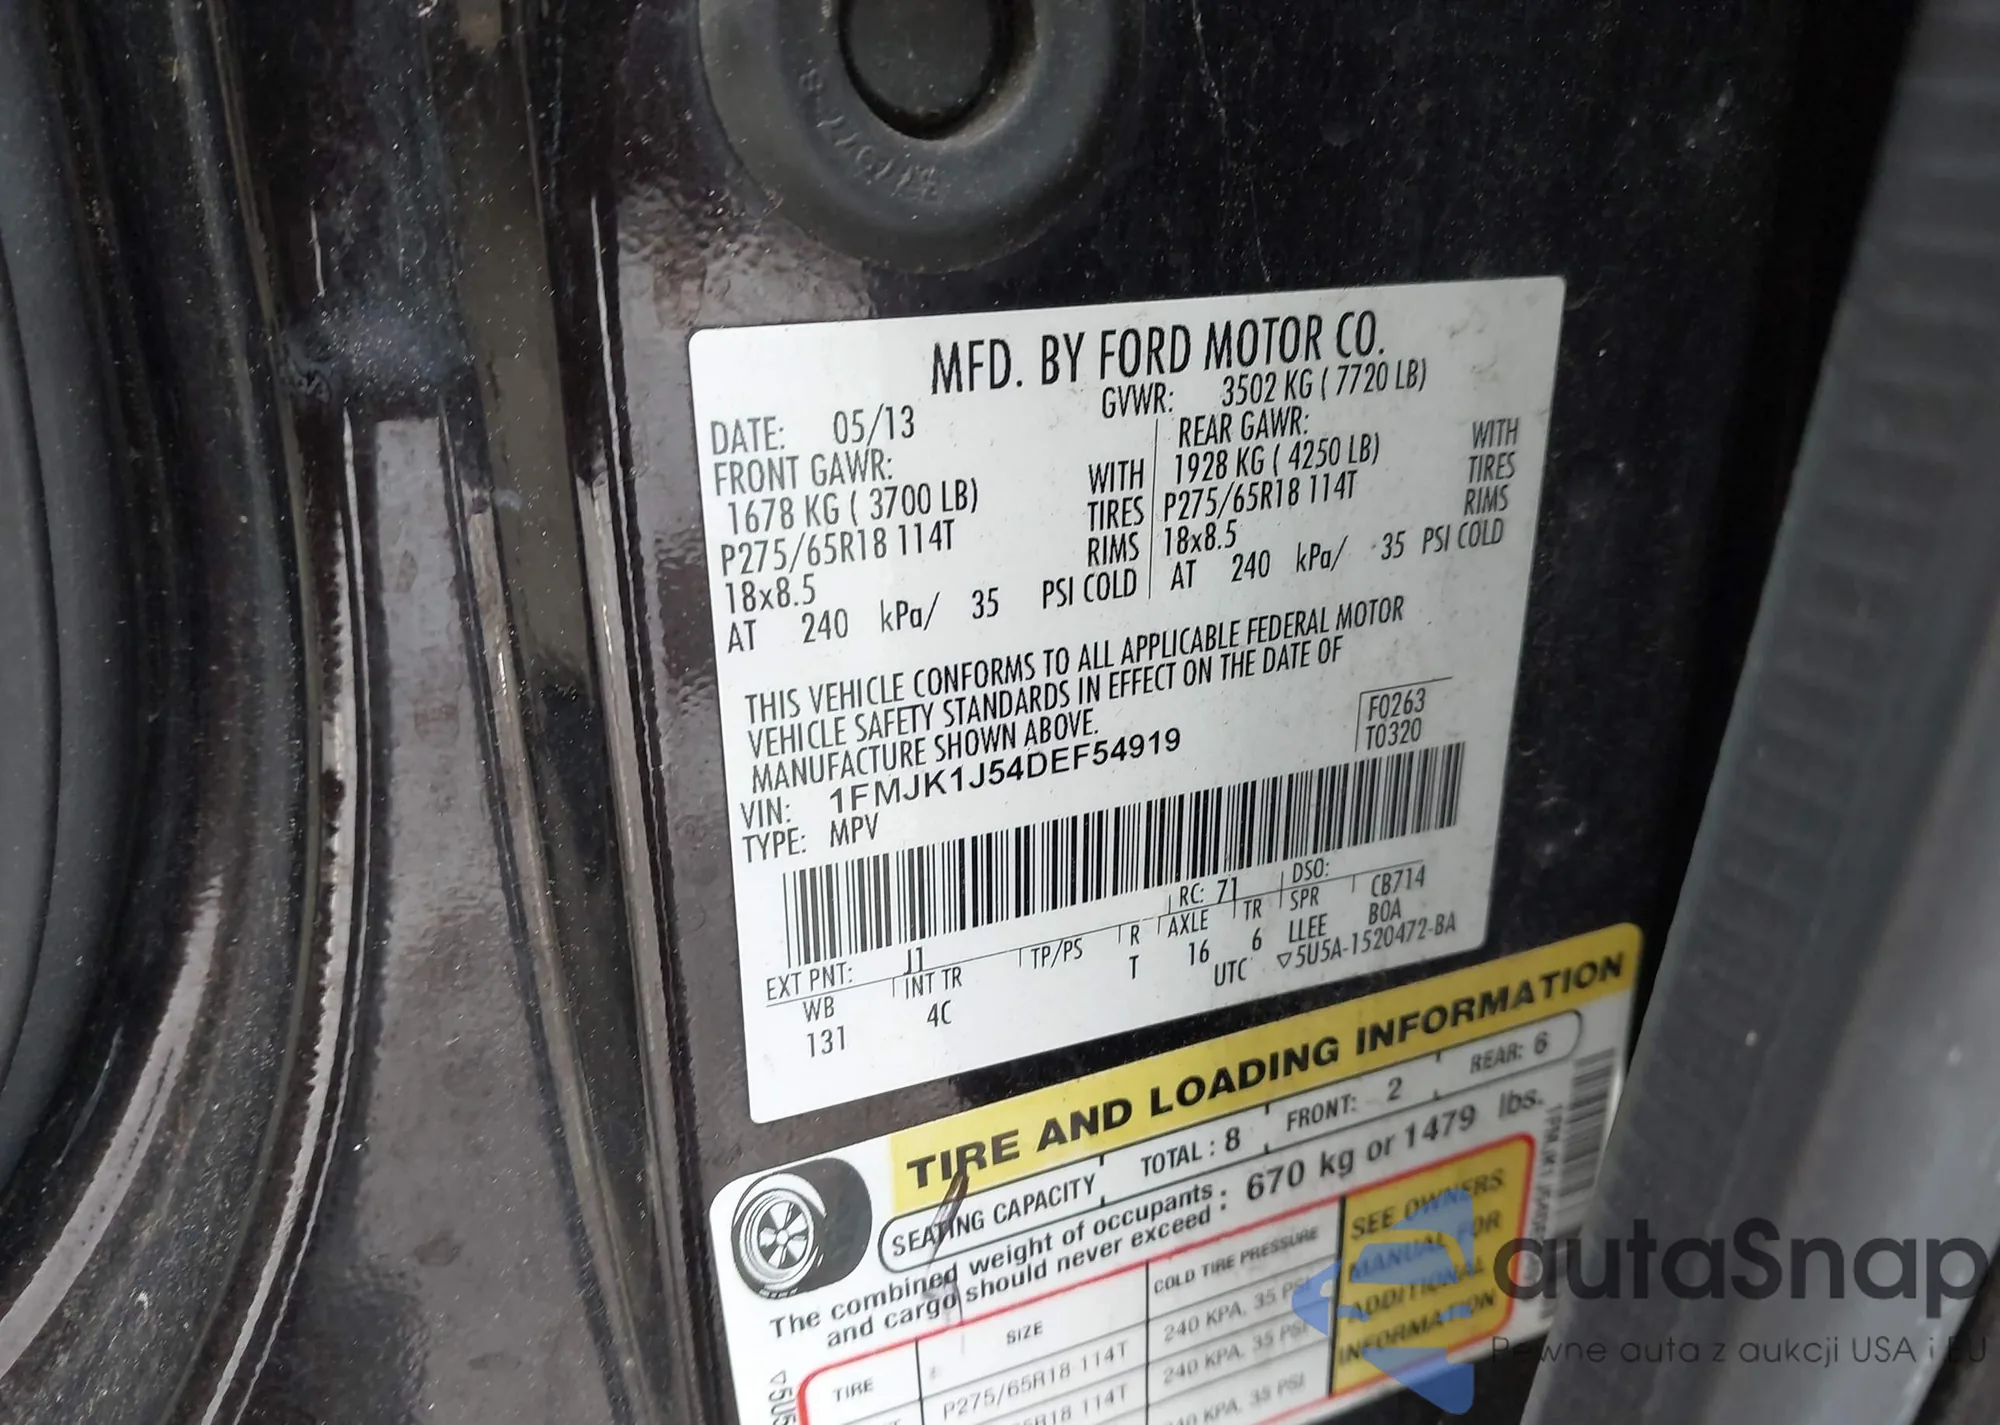 MFD. BY FORD MOTOR CO.
DATE: 05/13 GVWR: 3502 KG ( 7720 LB)
FRONT GAWR: REAR GAWR:
1678 KG ( 3700 LB) WITH 1928 KG ( 4250 LB) WITH
P275/65R18 114T TIRES P275/65R18 114T TIRES
18x8.5 RIMS 18x8.5 RIMS
AT 240 kPa/ 35 PSI COLD AT 240 kPa/ 35 PSI COLD
THIS VEHICLE CONFORMS TO ALL APPLICABLE FEDERAL MOTOR
VEHICLE SAFETY STANDARDS IN EFFECT ON THE DATE OF
MANUFACTURE SHOWN ABOVE.
F0263
T0320
VIN: 1FMJK1J54DEF54919
TYPE: MPV
EXT PNT: J1 RC: 71 DSO:
WB INT TR TP/PS R AXLE TR SPR CB714
131 4C T 16 6 LLEE BOA
UTC ▽5U5A-1520472-BA
TIRE AND LOADING INFORMATION
SEATING CAPACITY TOTAL : 8 FRONT: 2 REAR: 6
The combined weight of occupants : 670 kg or 1479 lbs.
and cargo should never exceed :
TIRE SIZE COLD TIRE PRESSURE
P275/65R18 114T 240 KPA, 35 PSI
114T 240 KPA, 35 PSI
35 PSI
SEE OWNERS
MANUAL FOR
ADDITIONAL
INFORMATION
autaSnap
Pewne auta z aukcji USA i EU